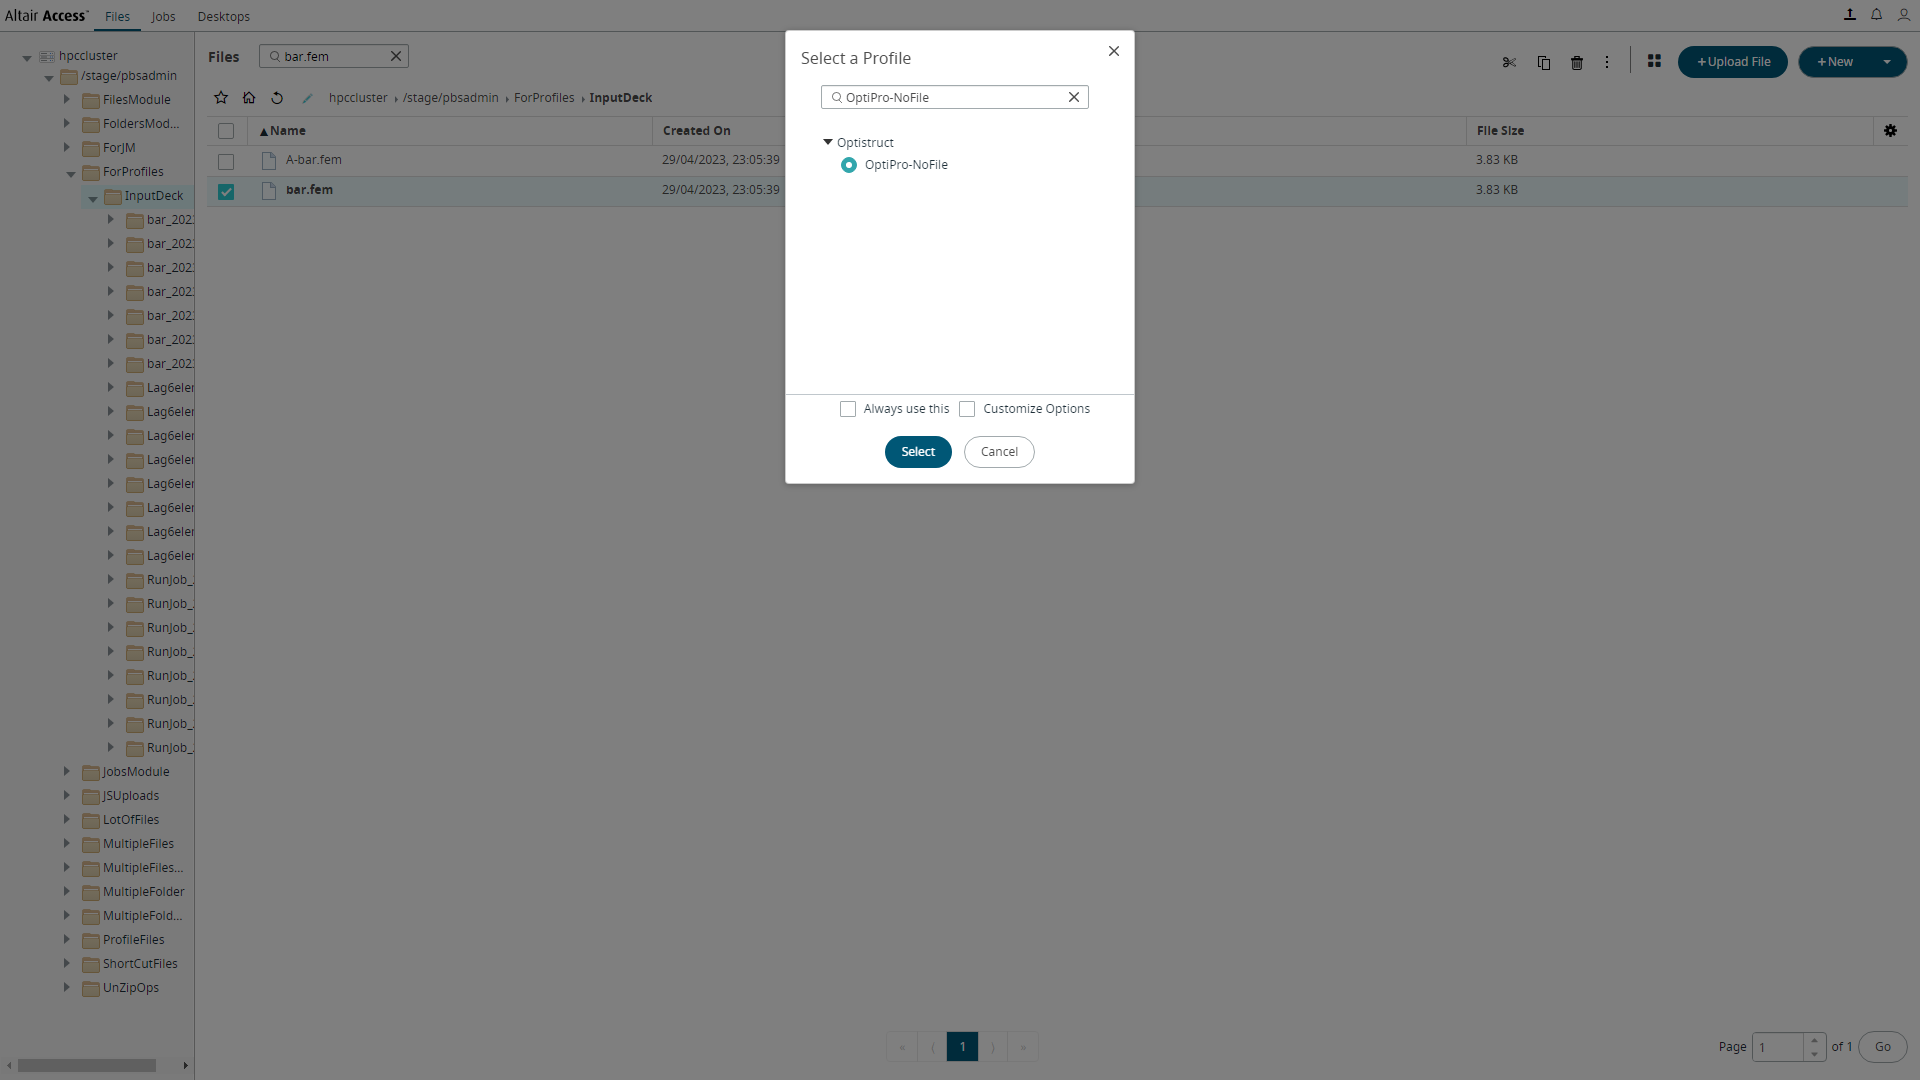 Altair Access™
Files
Jobs
Desktops
hpccluster
/stage/pbsadmin
FilesModule
FoldersMod...
ForJM
ForProfiles
InputDeck
bar_202
bar_202
bar_202
bar_202
bar_202
bar_202
bar_202
Lag6eler
Lag6eler
Lag6eler
Lag6eler
Lag6eler
Lag6eler
Lag6eler
Lag6eler
RunJob_
RunJob_
RunJob_
RunJob_
RunJob_
RunJob_
RunJob_
RunJob_
JobsModule
JSUploads
LotOfFiles
MultipleFiles
MultipleFiles...
MultipleFolder
MultipleFold...
ProfileFiles
ShortCutFiles
UnZipOps
Files
bar.fem
+Upload File
+New
hpccluster › /stage/pbsadmin › ForProfiles › InputDeck
Name Created On File Size
A-bar.fem 29/04/2023, 23:05:39 3.83 KB
bar.fem 29/04/2023, 23:05:39 3.83 KB
Select a Profile
OptiPro-NoFile
Optistruct
OptiPro-NoFile
Always use this
Customize Options
Select
Cancel
« ⟨ 1 ⟩ »
Page 1 of 1 Go